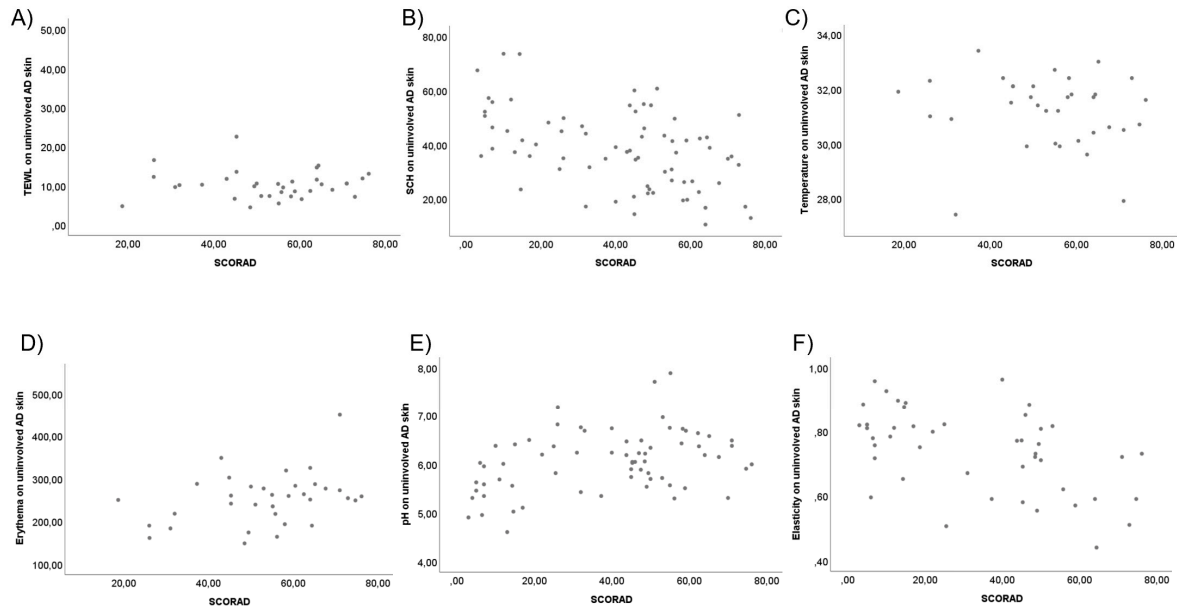 A)
TEWL on uninvolved AD skin
50,00
40,00
30,00
20,00
10,00
,00
20,00 40,00 60,00 80,00
SCORAD
B)
SCH on uninvolved AD skin
80,00
60,00
40,00
20,00
,00 20,00 40,00 60,00 80,00
SCORAD
C)
Temperature on uninvolved AD skin
34,00
32,00
30,00
28,00
20,00 40,00 60,00 80,00
SCORAD
D)
Erythema on uninvolved AD skin
500,00
400,00
300,00
200,00
100,00
20,00 40,00 60,00 80,00
SCORAD
E)
pH on uninvolved AD skin
8,00
7,00
6,00
5,00
4,00
,00 20,00 40,00 60,00 80,00
SCORAD
F)
Elasticity on uninvolved AD skin
1,00
,80
,60
,40
,00 20,00 40,00 60,00 80,00
SCORAD